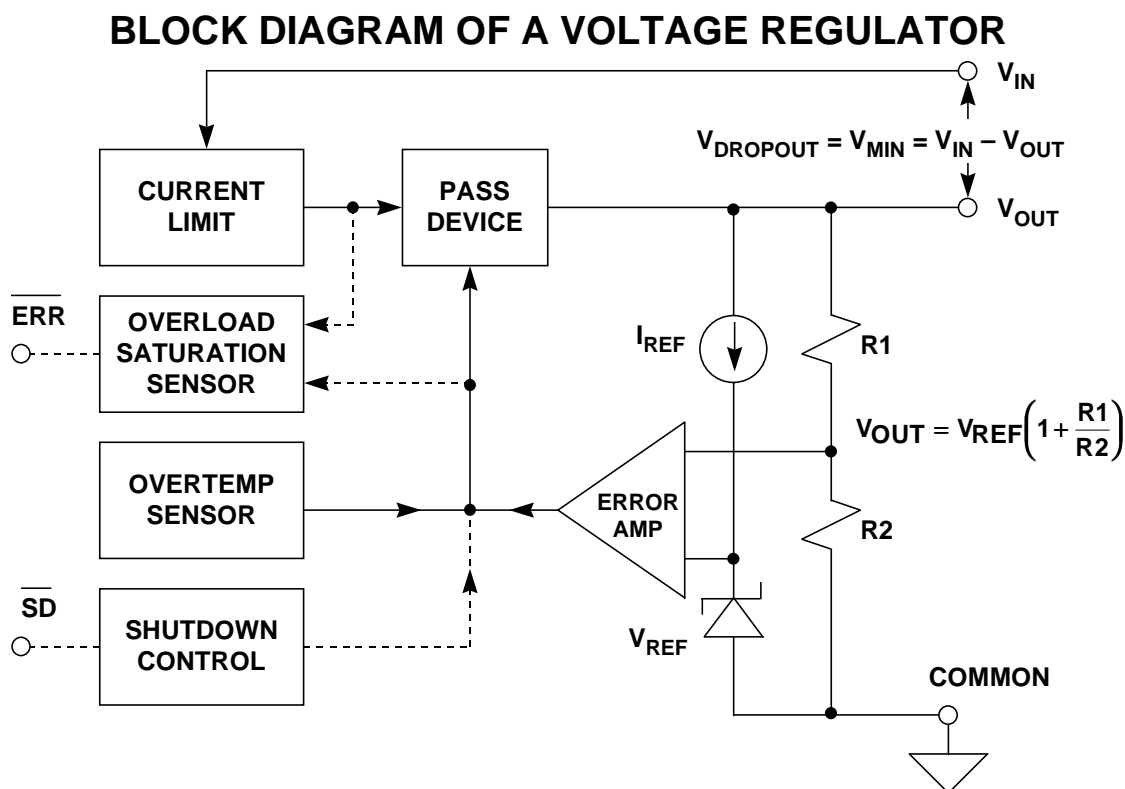 BLOCK DIAGRAM OF A VOLTAGE REGULATOR
VIN
VDROPOUT = VMIN = VIN – VOUT
CURRENT
LIMIT
PASS
DEVICE
VOUT
ERR
OVERLOAD
SATURATION
SENSOR
IREF
R1
VOUT = VREF(1 + R1/R2)
OVERTEMP
SENSOR
ERROR
AMP
R2
SD
SHUTDOWN
CONTROL
VREF
COMMON